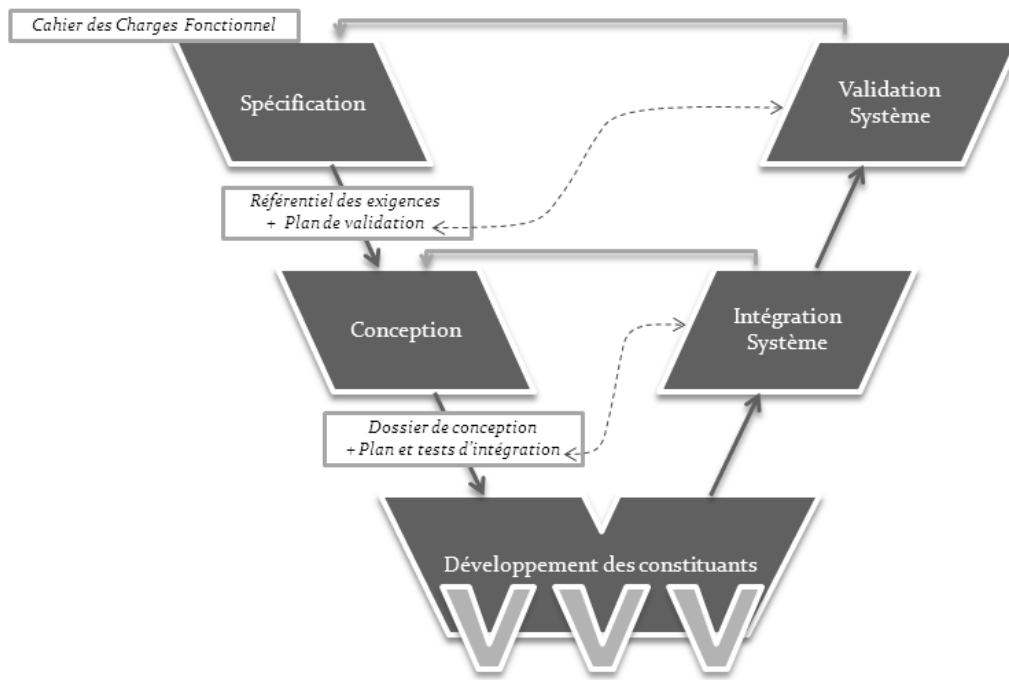 Cahier des Charges Fonctionnel
Spécification
Validation
Système
Référentiel des exigences
+ Plan de validation
Conception
Intégration
Système
Dossier de conception
+ Plan et tests d'intégration
Développement des constituants
V V V